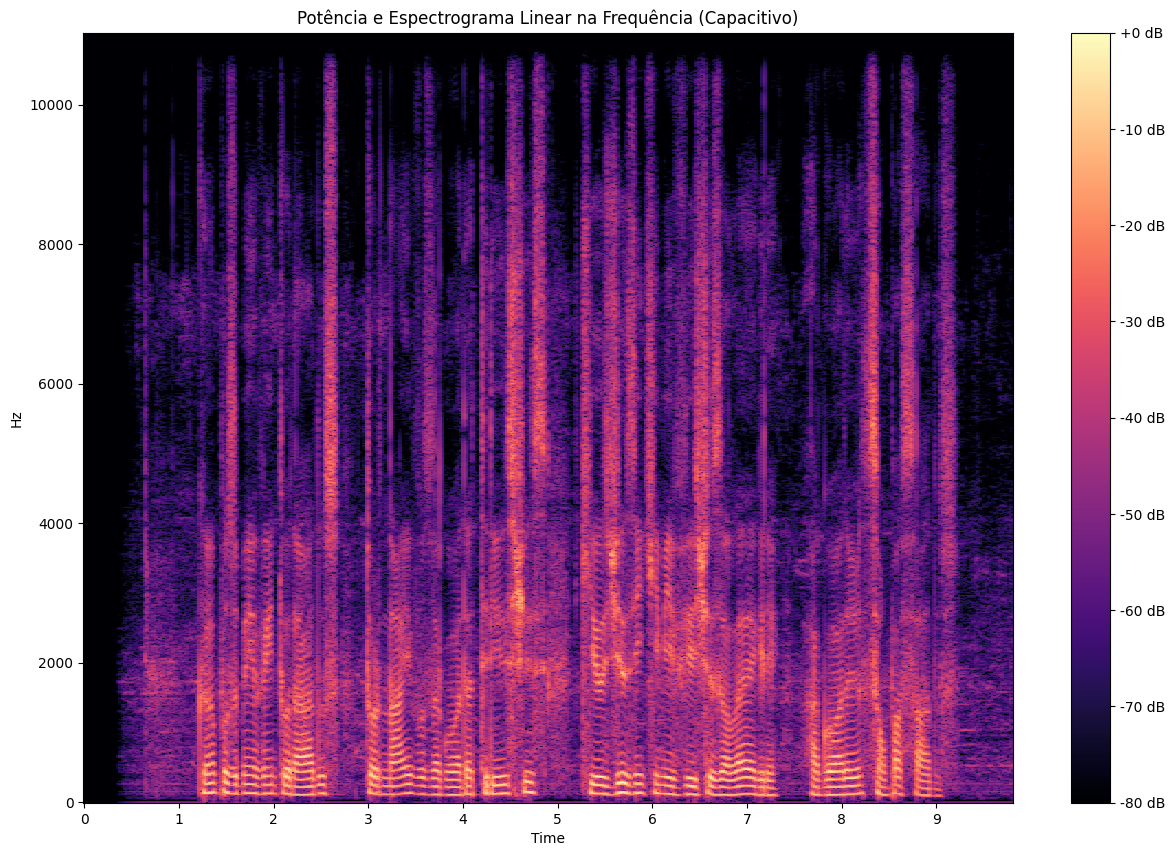 Potência e Espectrograma Linear na Frequência (Capacitivo)
10000
8000
6000
4000
2000
0
Hz
0 1 2 3 4 5 6 7 8 9
Time
+0 dB
-10 dB
-20 dB
-30 dB
-40 dB
-50 dB
-60 dB
-70 dB
-80 dB